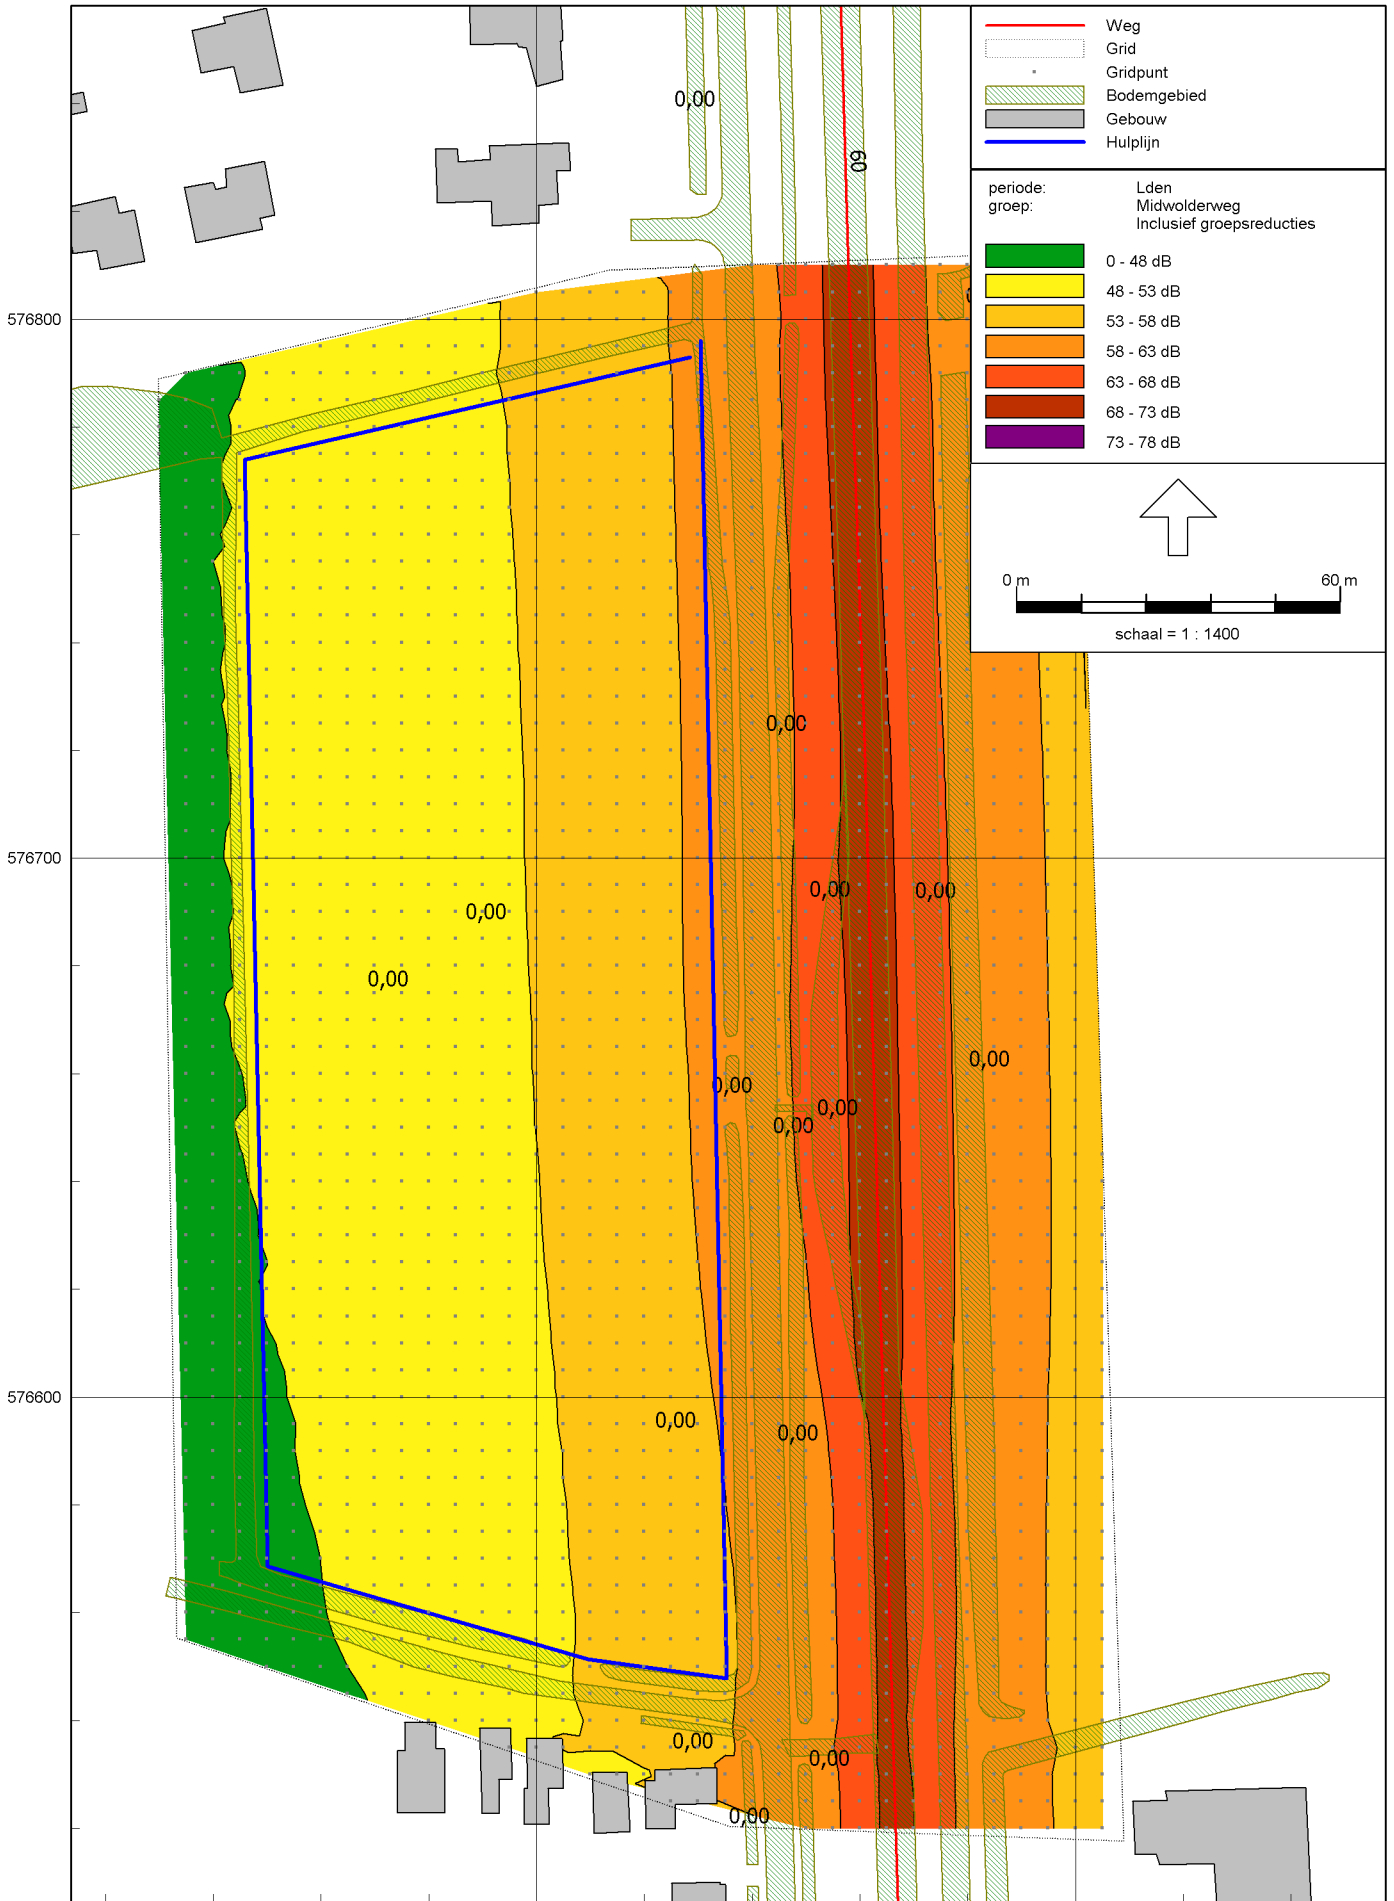 Weg
Grid
Gridpunt
Bodemgebied
Gebouw
Hulplijn
periode: Lden
groep: Midwolderweg
Inclusief groepsreducties
0 - 48 dB
48 - 53 dB
53 - 58 dB
58 - 63 dB
63 - 68 dB
68 - 73 dB
73 - 78 dB
0 m 60 m
schaal = 1 : 1400
0,00
60
576800
0,00
576700
0,00
0,00
0,00
0,00
0,00
0,00
0,00
0,00
0,00
576600
0,00
0,00
0,00
0,00
0,00